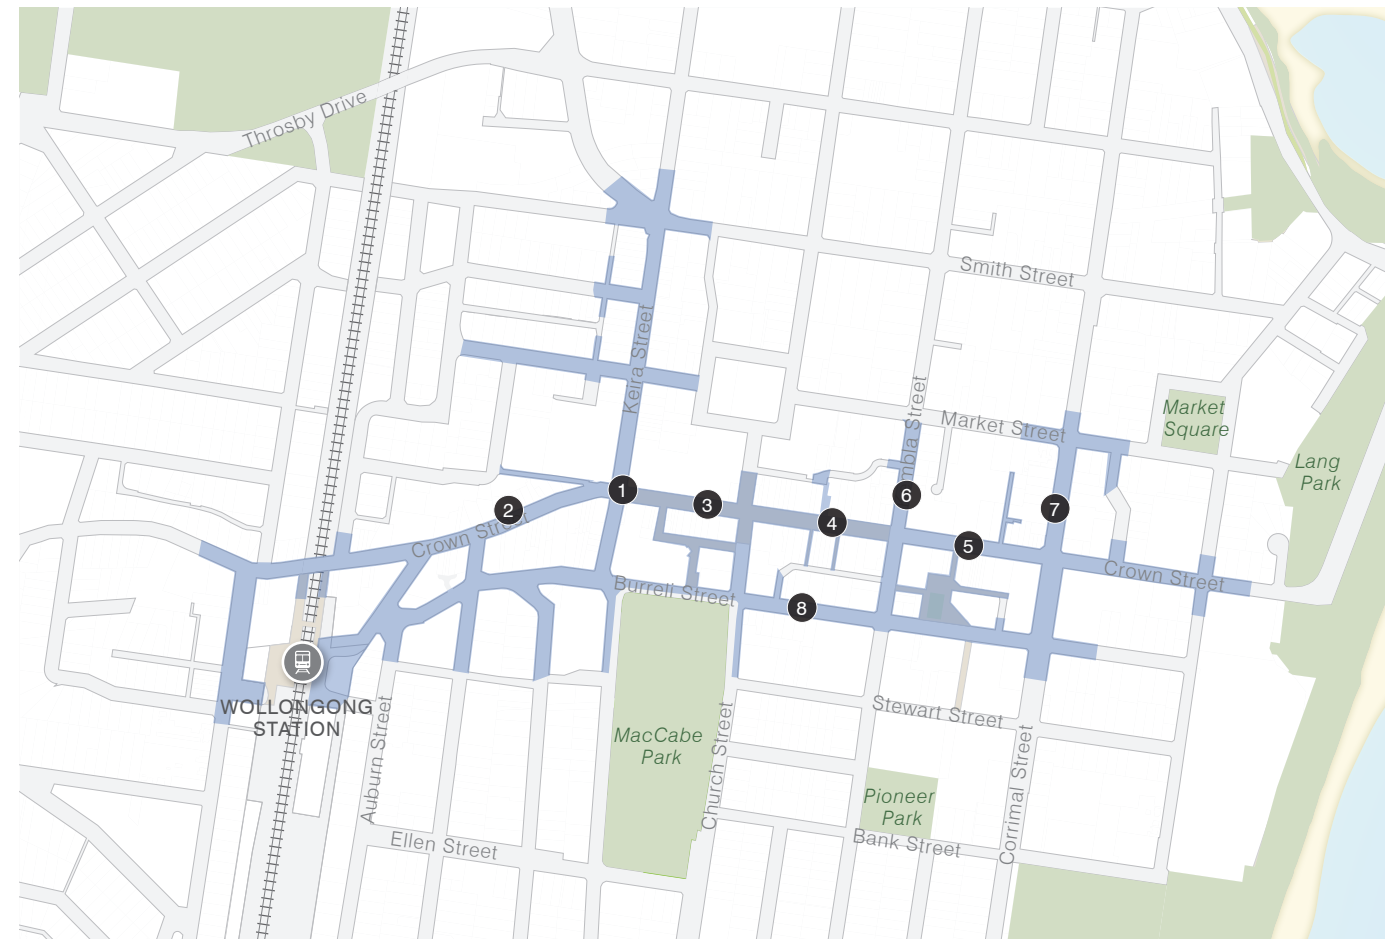 Throsby Drive
Smith Street
Keira Street
Market
Square
Market Street
mbla Street
Lang
Park
1
2
3
4
5
6
7
8
Crown Street
Crown Street
Burrell Street
WOLLONGONG
STATION
Auburn Street
MacCabe
Park
Church Street
Stewart Street
Corrimal Street
Pioneer
Park
Bank Street
Ellen Street